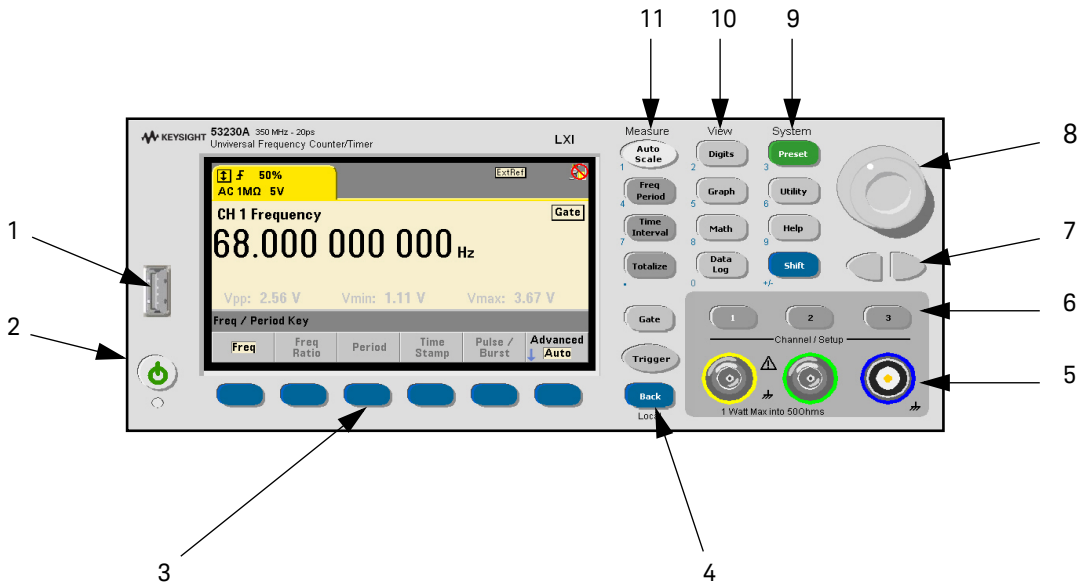 11
10
9
8
7
6
5
4
3
2
1
KEYSIGHT 53230A 350 MHz - 20ps
Universal Frequency Counter/Timer
LXI
50%
AC 1MΩ 5V
ExtRef
CH 1 Frequency
Gate
68.000 000 000 Hz
Vpp: 2.56 V Vmin: 1.11 V Vmax: 3.67 V
Freq / Period Key
Freq
Freq
Ratio
Period
Time
Stamp
Pulse /
Burst
Advanced
Auto
Measure View System
Auto
Scale
1
Digits
2
Preset
3
Freq
Period
4
Graph
5
Utility
6
Time
Interval
7
Math
8
Help
9
Totalize
.
Data
Log
0
Shift
+/-
Gate
Trigger
Back
Local
1 2 3
Channel / Setup
1 Watt Max into 50Ohms